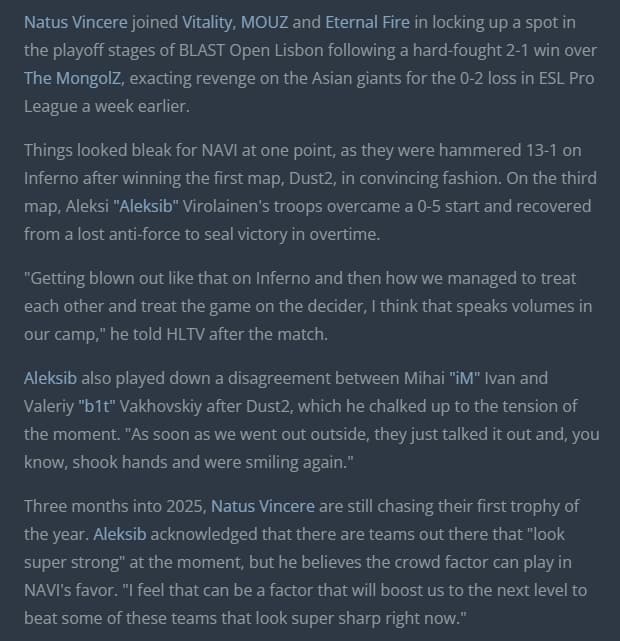 Natus Vincere joined Vitality, MOUZ and Eternal Fire in locking up a spot in
the playoff stages of BLAST Open Lisbon following a hard-fought 2-1 win over
The MongolZ, exacting revenge on the Asian giants for the 0-2 loss in ESL Pro
League a week earlier.
Things looked bleak for NAVI at one point, as they were hammered 13-1 on
Inferno after winning the first map, Dust2, in convincing fashion. On the third
map, Aleksi "Aleksib" Virolainen's troops overcame a 0-5 start and recovered
from a lost anti-force to seal victory in overtime.
"Getting blown out like that on Inferno and then how we managed to treat
each other and treat the game on the decider, I think that speaks volumes in
our camp," he told HLTV after the match.
Aleksib also played down a disagreement between Mihai "iM" Ivan and
Valeriy "b1t" Vakhovskiy after Dust2, which he chalked up to the tension of
the moment. "As soon as we went out outside, they just talked it out and, you
know, shook hands and were smiling again."
Three months into 2025, Natus Vincere are still chasing their first trophy of
the year. Aleksib acknowledged that there are teams out there that "look
super strong" at the moment, but he believes the crowd factor can play in
NAVI's favor. "I feel that can be a factor that will boost us to the next level to
beat some of these teams that look super sharp right now."